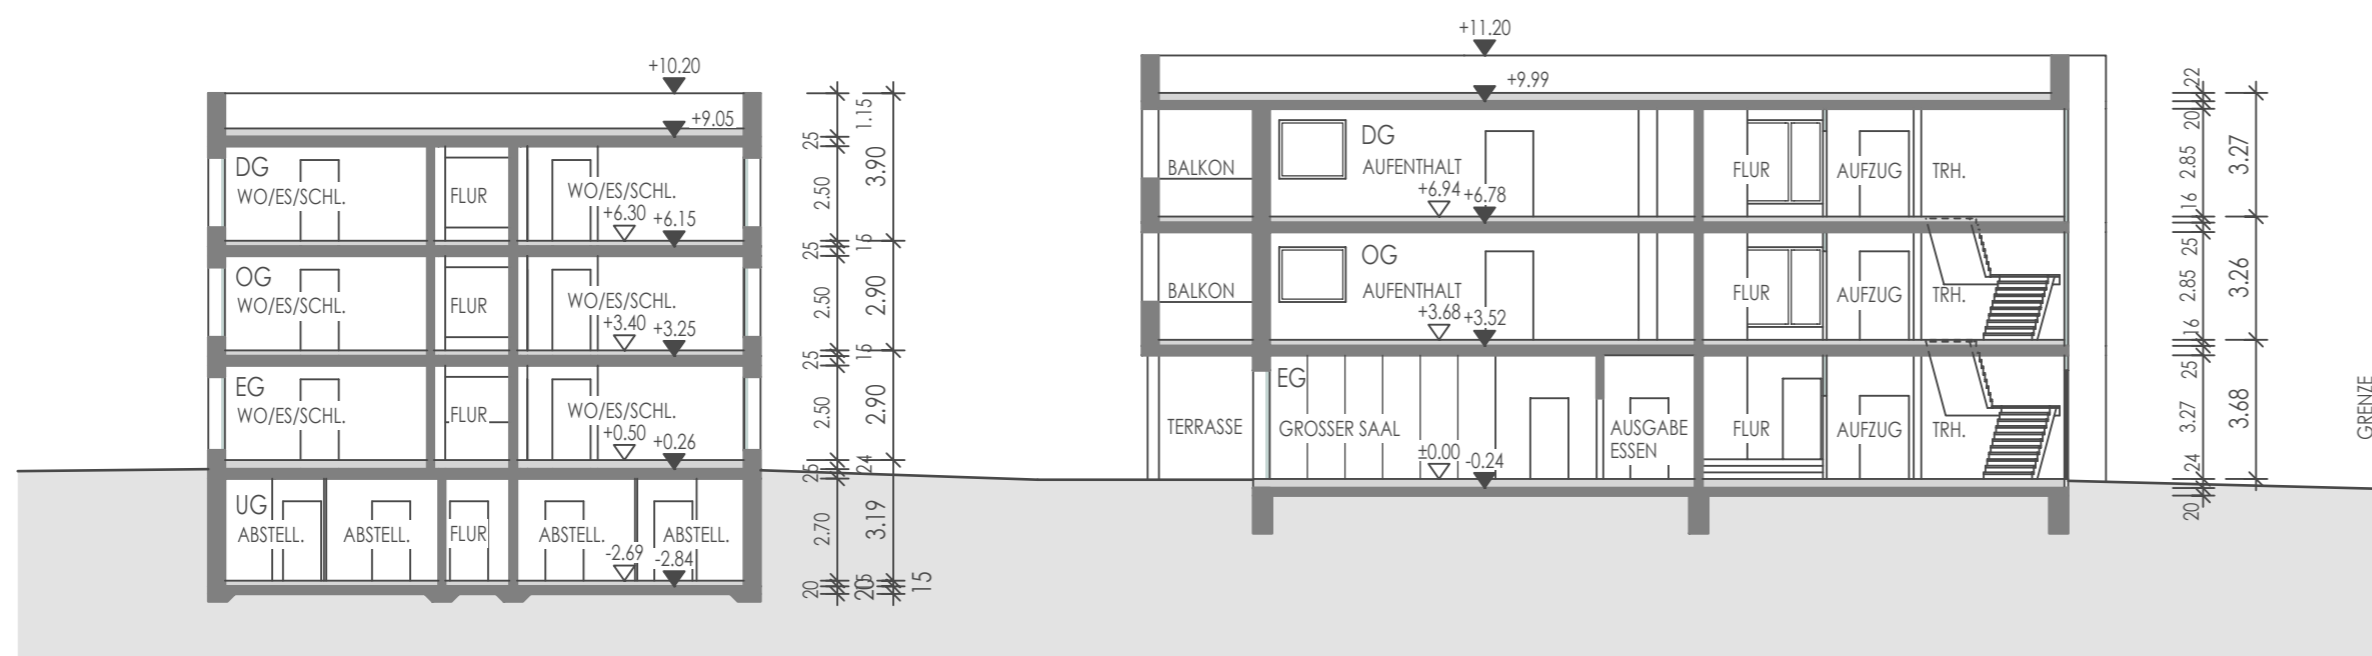 +10.20
+9.05
DG
WO/ES/SCHL.
FLUR
WO/ES/SCHL.
+6.30
+6.15
OG
WO/ES/SCHL.
FLUR
WO/ES/SCHL.
+3.40
+3.25
EG
WO/ES/SCHL.
FLUR
WO/ES/SCHL.
+0.50
+0.26
UG
ABSTELL.
ABSTELL.
FLUR
ABSTELL.
ABSTELL.
-2.69
-2.84
25
2.50
25
2.50
25
2.50
25
2.70
20
1.15
3.90
15
2.90
15
2.90
24
3.19
15
20
15
+11.20
+9.99
BALKON
DG
AUFENTHALT
+6.94
+6.78
FLUR
AUFZUG
TRH.
BALKON
OG
AUFENTHALT
+3.68
+3.52
FLUR
AUFZUG
TRH.
TERRASSE
EG
GROSSER SAAL
±0.00
-0.24
AUSGABE
ESSEN
FLUR
AUFZUG
TRH.
22
20
2.85
16
25
2.85
16
25
3.27
24
20
3.27
3.26
3.68
GRENZE